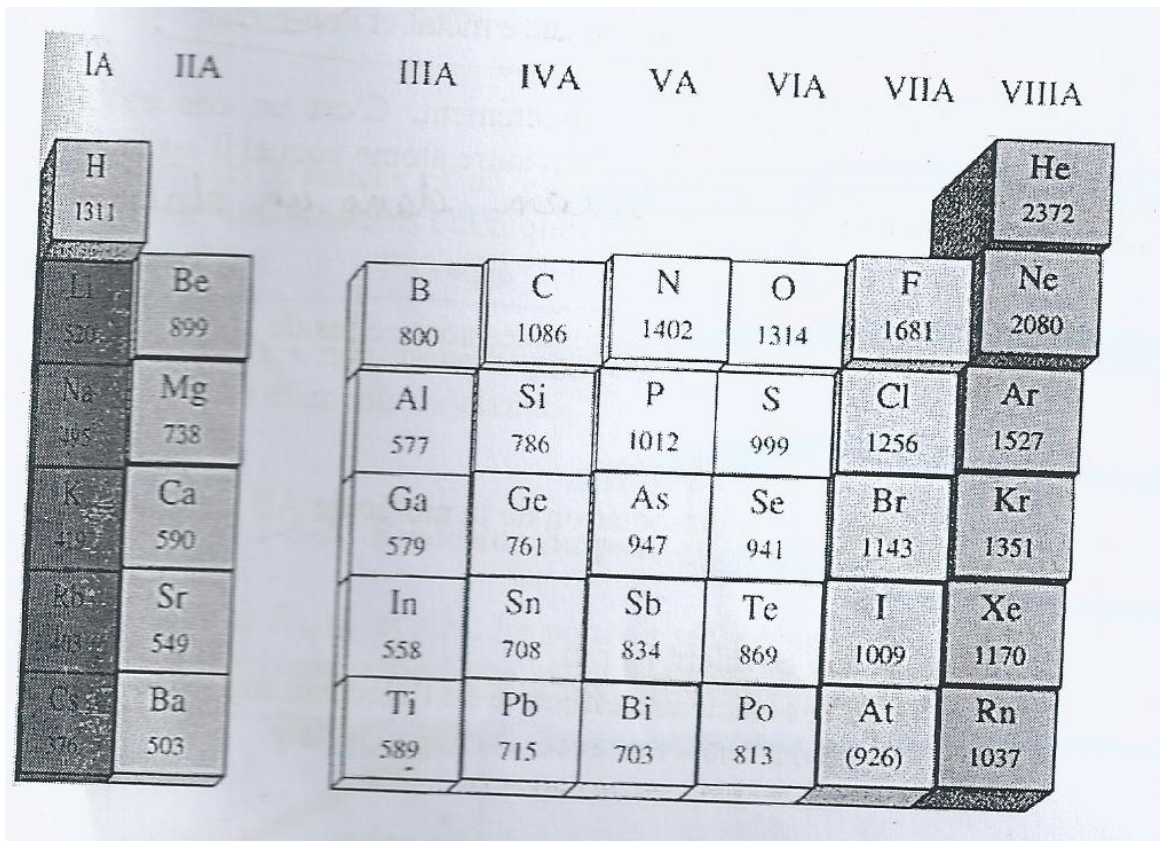 IA IIA IIIA IVA VA VIA VIIA VIIIA
H He
1311 2372
Li Be B C N O F Ne
520 899 800 1086 1402 1314 1681 2080
Na Mg Al Si P S Cl Ar
495 738 577 786 1012 999 1256 1527
K Ca Ga Ge As Se Br Kr
419 590 579 761 947 941 1143 1351
Rb Sr In Sn Sb Te I Xe
549 558 708 834 869 1009 1170
Cs Ba Ti Pb Bi Po At Rn
376 503 589 715 703 813 (926) 1037